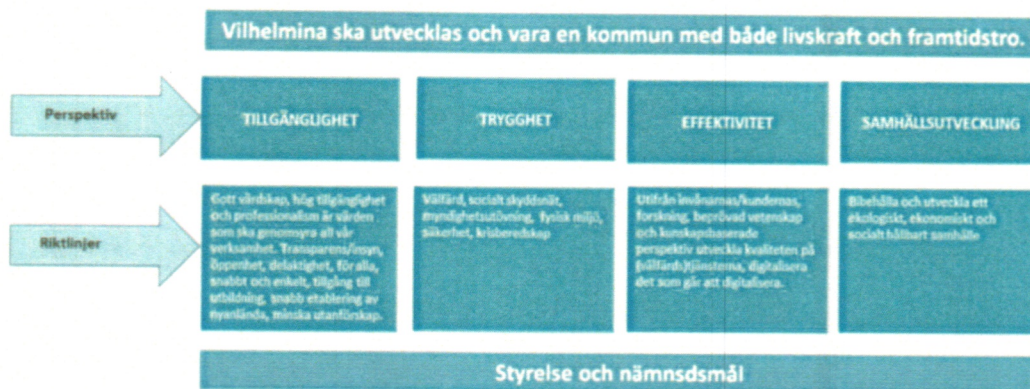 Vilhelmina ska utvecklas och vara en kommun med både livskraft och framtidstro.
Perspektiv
TILLGÄNGLIGHET
TRYGGHET
EFFEKTIVITET
SAMHÄLLSUTVECKLING
Riktlinjer
Gott värdskap, hög tillgänglighet
och professionalism är värden
som ska genomsyra all vår
verksamhet. Transparens/insyn,
öppenhet, delaktighet, för alla,
snabbt och enkelt, tillgång till
utbildning, snabb etablering av
nyanlända, minska utanförskap.
Välfärd, socialt skyddsnät,
myndighetsutövning, fysisk miljö,
säkerhet, krisberedskap
Utifrån invånarnas/kundernas,
forskning, beprövad vetenskap
och kunskapsbaserade
perspektiv utveckla kvaliteten på
(välfärds)tjänsterna, digitalisera
det som går att digitalisera.
Bibehålla och utveckla ett
ekologiskt, ekonomiskt och
socialt hållbart samhälle
Styrelse och nämnsdsmål